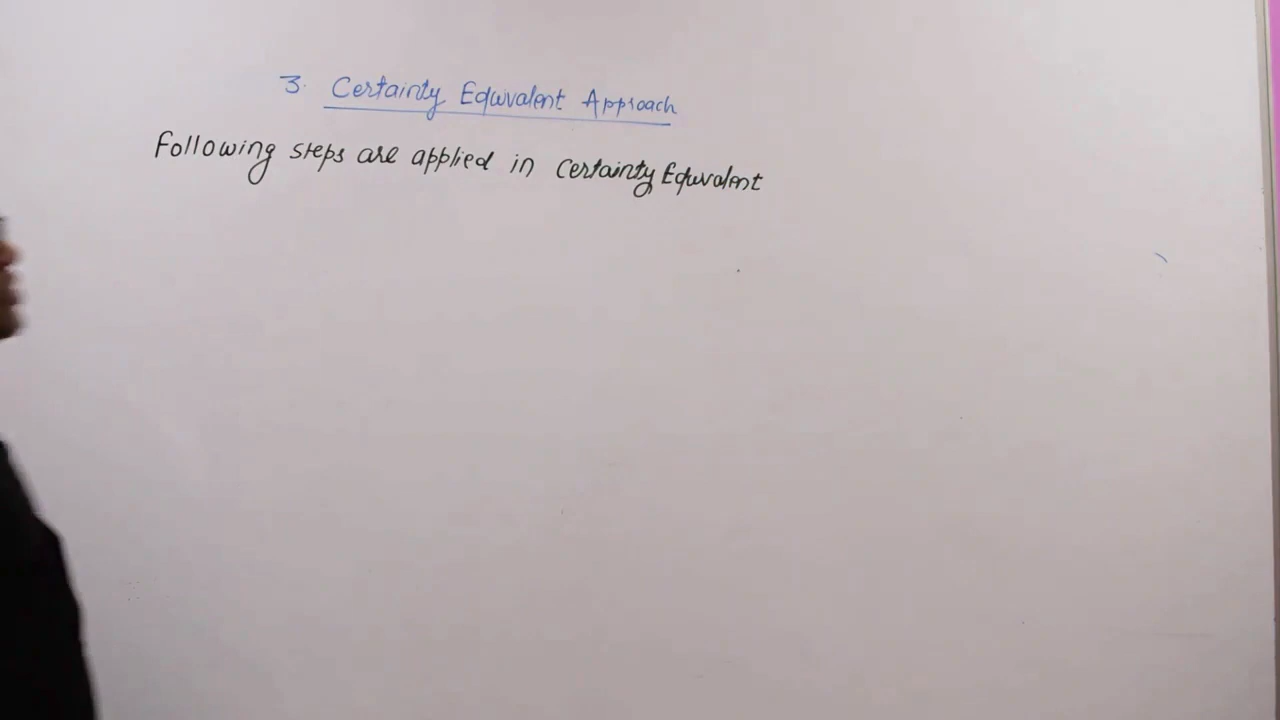 3. Certainty Equivalent Approach
Following steps are applied in Certainty Equivalent